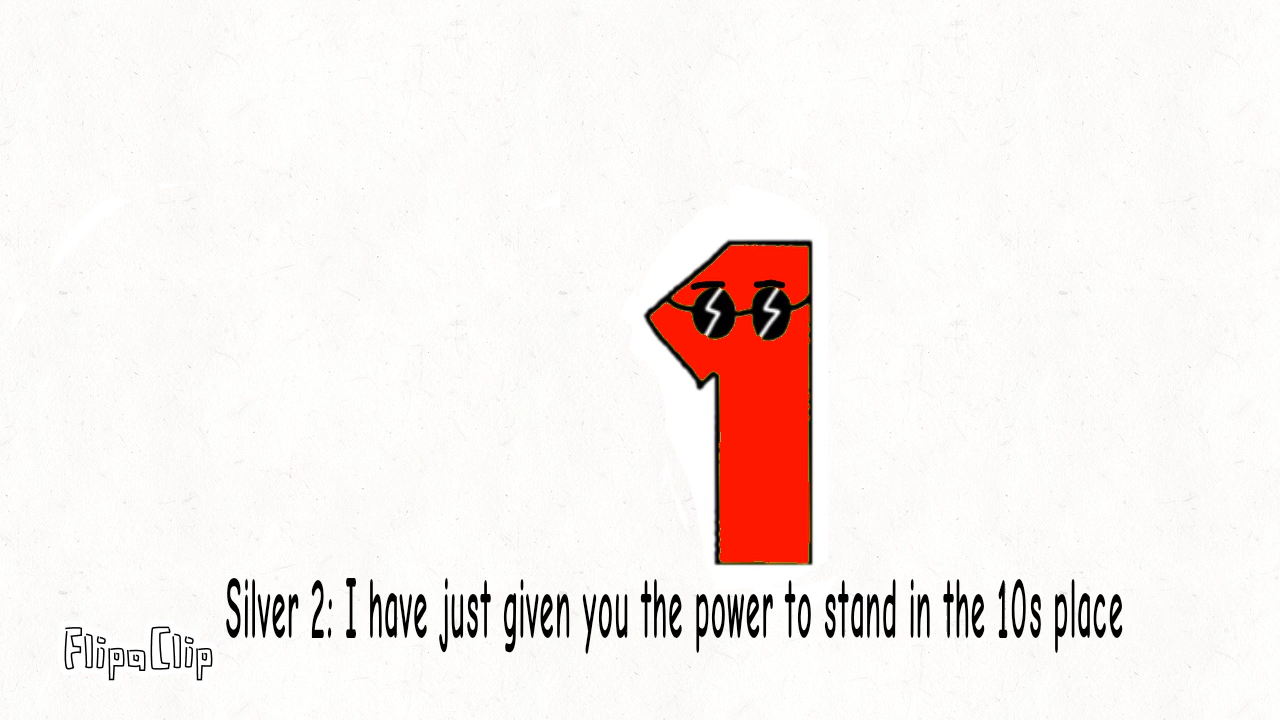 Silver 2: I have just given you the power to stand in the 10s place
FlipaClip